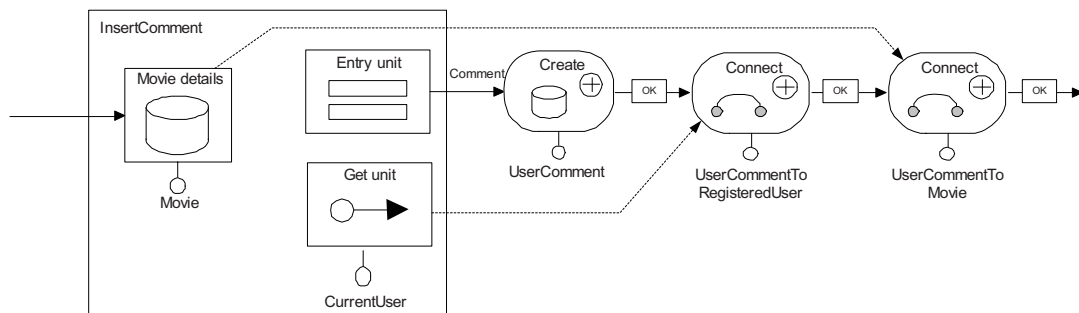 InsertComment
Movie details
Movie
Entry unit
Get unit
CurrentUser
Comment
Create
UserComment
OK
Connect
UserCommentTo
RegisteredUser
OK
Connect
UserCommentTo
Movie
OK